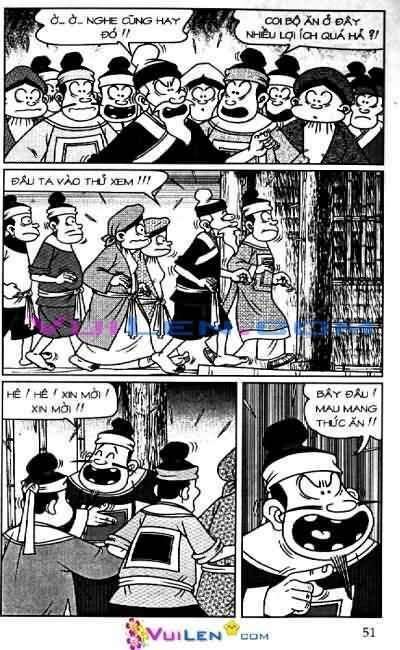 Ờ... Ờ... NGHE CŨNG HAY
ĐÓ !!
COI BỘ ĂN Ở ĐÂY
NHIỀU LỢI ÍCH QUÁ HẢ ?!
ĐÂU TA VÀO THỬ XEM !!!
VUILEN.COM
HÊ ! HÊ ! XIN MỜI !
XIN MỜI !!
BÂY ĐÂU !
MAU MANG
THỨC ĂN !!
51
VUILEN.COM